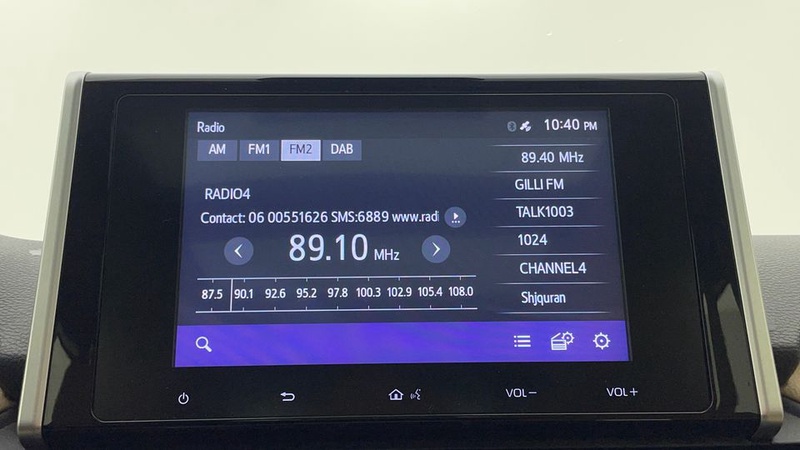 Radio
10:40 PM
AM FM1 FM2 DAB
RADIO4
Contact: 06 00551626 SMS:6889 www.radi
89.10 MHz
87.5 90.1 92.6 95.2 97.8 100.3 102.9 105.4 108.0
89.40 MHz
GILLI FM
TALK1003
1024
CHANNEL4
Shjquran
VOL− VOL+